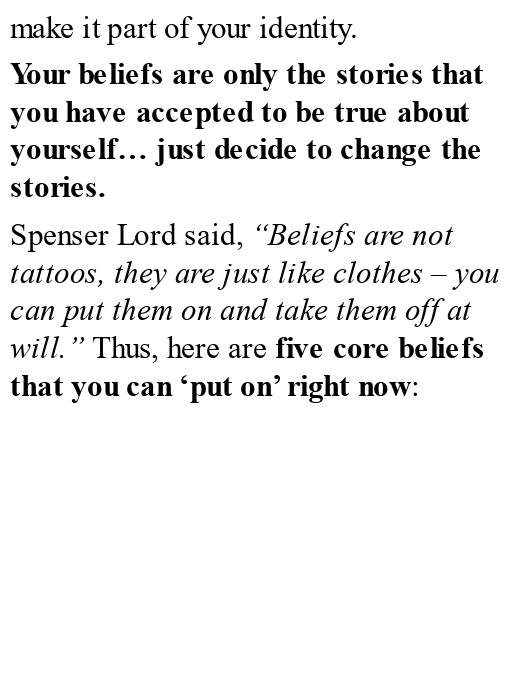 make it part of your identity.
Your beliefs are only the stories that
you have accepted to be true about
yourself… just decide to change the
stories.
Spenser Lord said, “Beliefs are not
tattoos, they are just like clothes – you
can put them on and take them off at
will.” Thus, here are five core beliefs
that you can ‘put on’ right now: